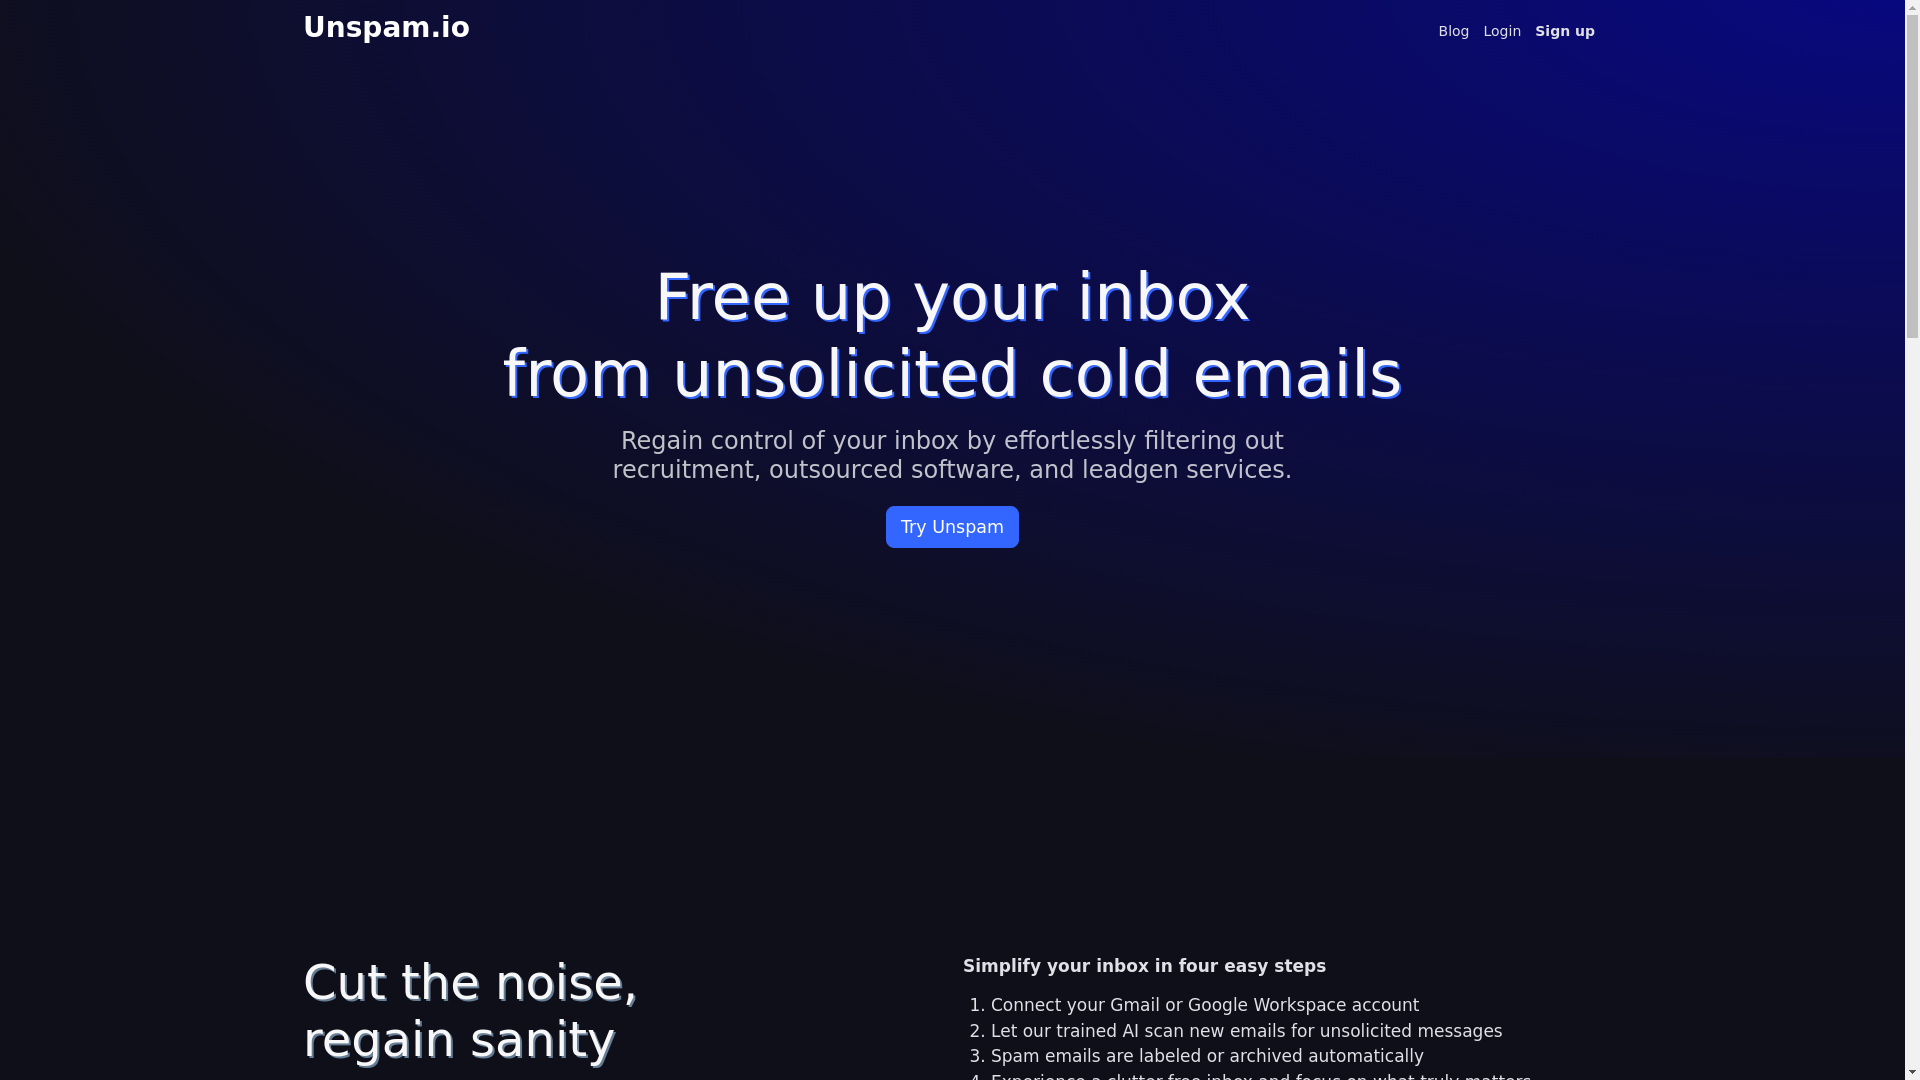 Unspam.io
Blog Login Sign up
Free up your inbox
from unsolicited cold emails
Regain control of your inbox by effortlessly filtering out
recruitment, outsourced software, and leadgen services.
Try Unspam
Cut the noise,
regain sanity
Simplify your inbox in four easy steps
1. Connect your Gmail or Google Workspace account
2. Let our trained AI scan new emails for unsolicited messages
3. Spam emails are labeled or archived automatically
4. Experience a clutter-free inbox and focus on what truly matters